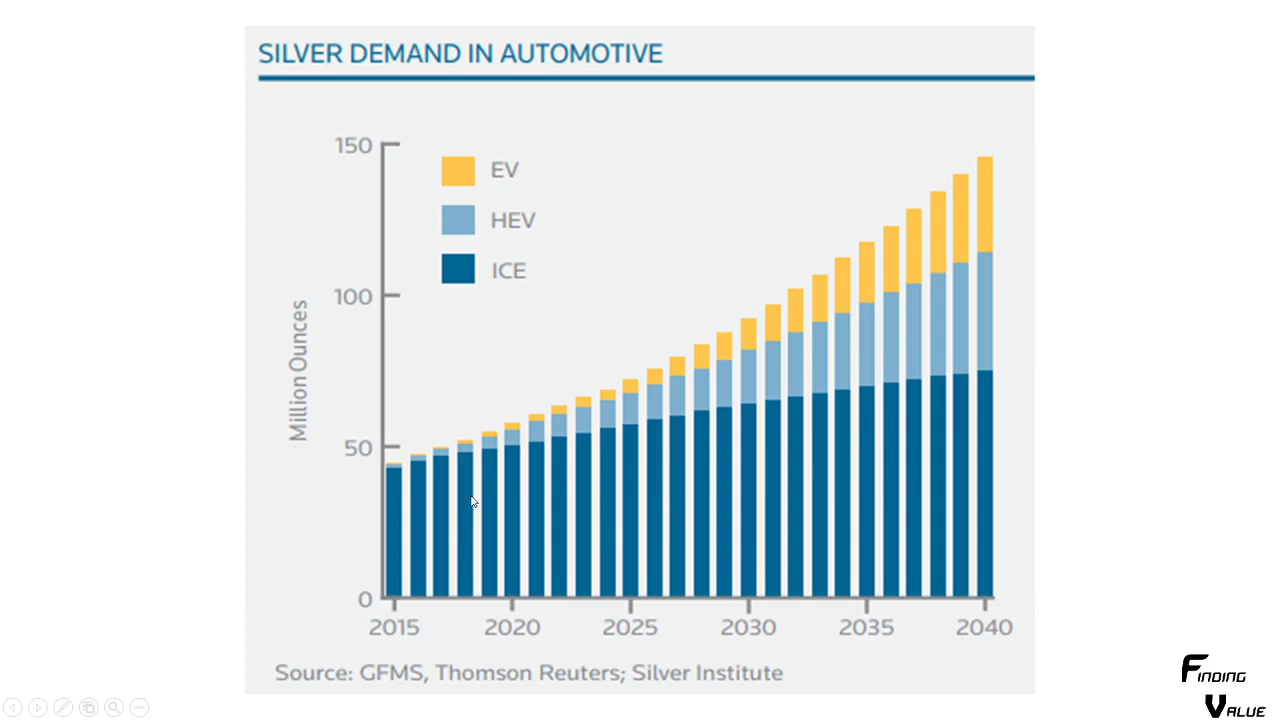 SILVER DEMAND IN AUTOMOTIVE
150
EV
HEV
ICE
100
Million Ounces
50
0
2015 2020 2025 2030 2035 2040
Source: GFMS, Thomson Reuters; Silver Institute
FINDING
VALUE